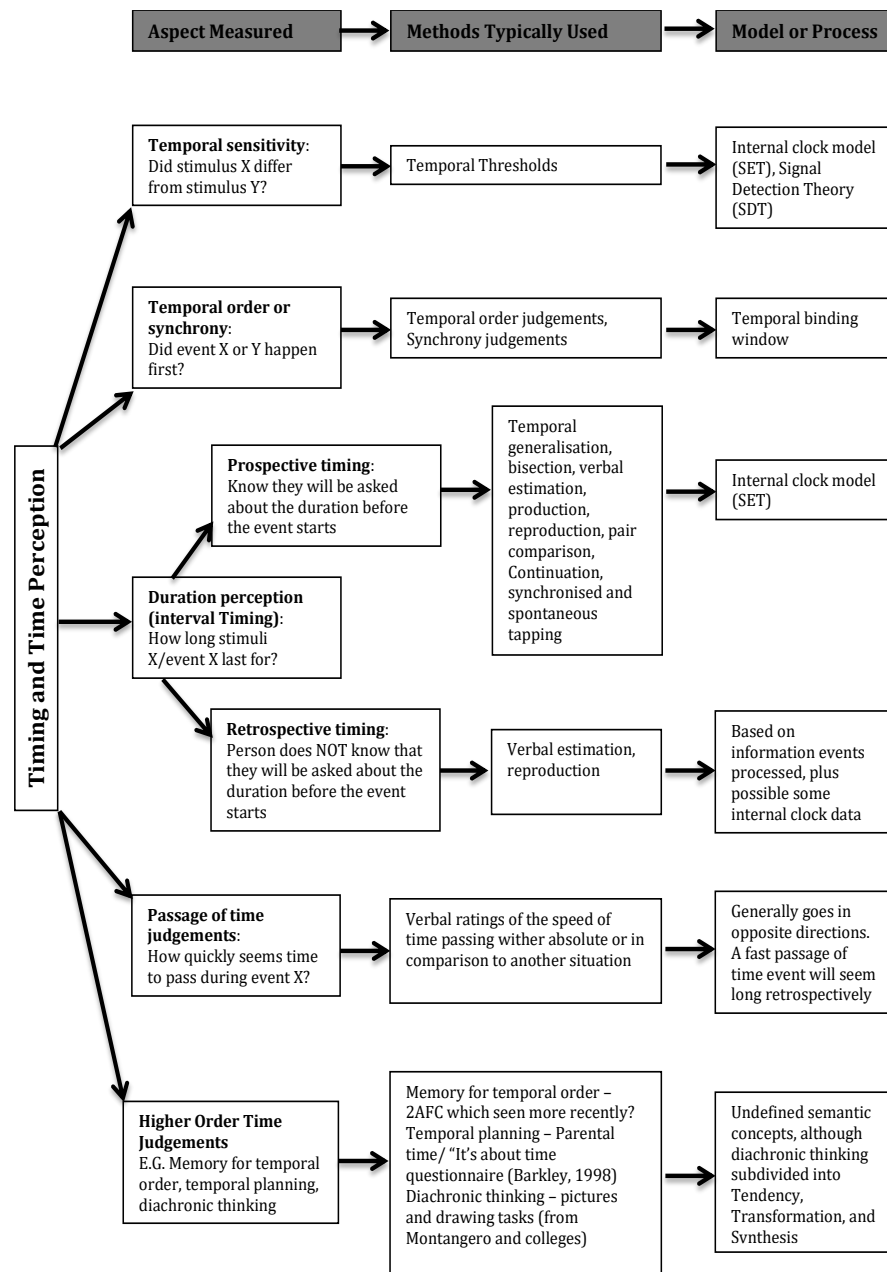 Aspect Measured
Methods Typically Used
Model or Process
Timing and Time Perception
Temporal sensitivity:
Did stimulus X differ
from stimulus Y?
Temporal Thresholds
Internal clock model
(SET), Signal
Detection Theory
(SDT)
Temporal order or
synchrony:
Did event X or Y happen
first?
Temporal order judgements,
Synchrony judgements
Temporal binding
window
Duration perception
(interval Timing):
How long stimuli
X/event X last for?
Prospective timing:
Know they will be asked
about the duration before
the event starts
Temporal
generalisation,
bisection, verbal
estimation,
production,
reproduction, pair
comparison,
Continuation,
synchronised and
spontaneous
tapping
Internal clock model
(SET)
Retrospective timing:
Person does NOT know that
they will be asked about the
duration before the event
starts
Verbal estimation,
reproduction
Based on
information events
processed, plus
possible some
internal clock data
Passage of time
judgements:
How quickly seems time
to pass during event X?
Verbal ratings of the speed of
time passing wither absolute or in
comparison to another situation
Generally goes in
opposite directions.
A fast passage of
time event will seem
long retrospectively
Higher Order Time
Judgements
E.G. Memory for temporal
order, temporal planning,
diachronic thinking
Memory for temporal order –
2AFC which seen more recently?
Temporal planning – Parental
time/ “It’s about time
questionnaire (Barkley, 1998)
Diachronic thinking – pictures
and drawing tasks (from
Montangero and colleges)
Undefined semantic
concepts, although
diachronic thinking
subdivided into
Tendency,
Transformation, and
Synthesis